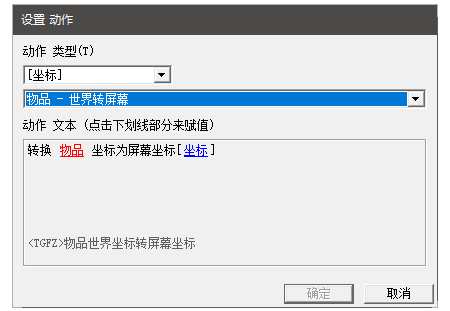 设置 动作
动作 类型(T)
[坐标]
物品 - 世界转屏幕
动作 文本 (点击下划线部分来赋值)
转换 物品 坐标为屏幕坐标[坐标]
<TGFZ>物品世界坐标转屏幕坐标
确定 取消